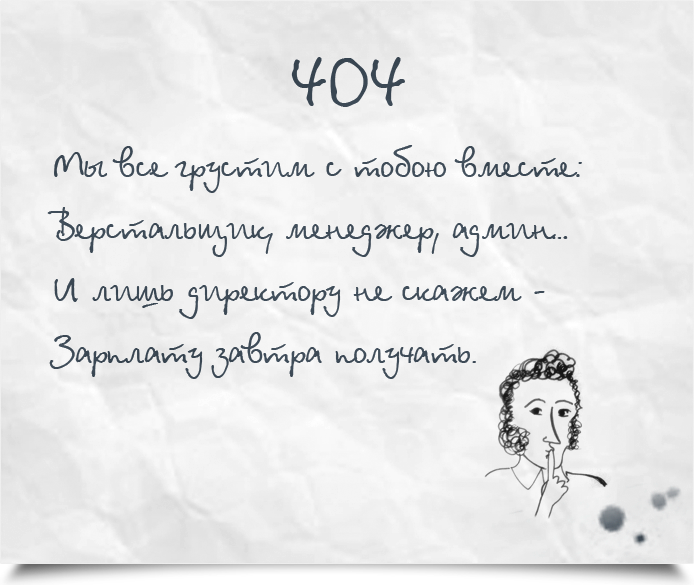 404
Мы все грустим с тобою вместе:
Верстальщик, менеджер, админ...
И лишь директору не скажем -
Зарплату завтра получать.